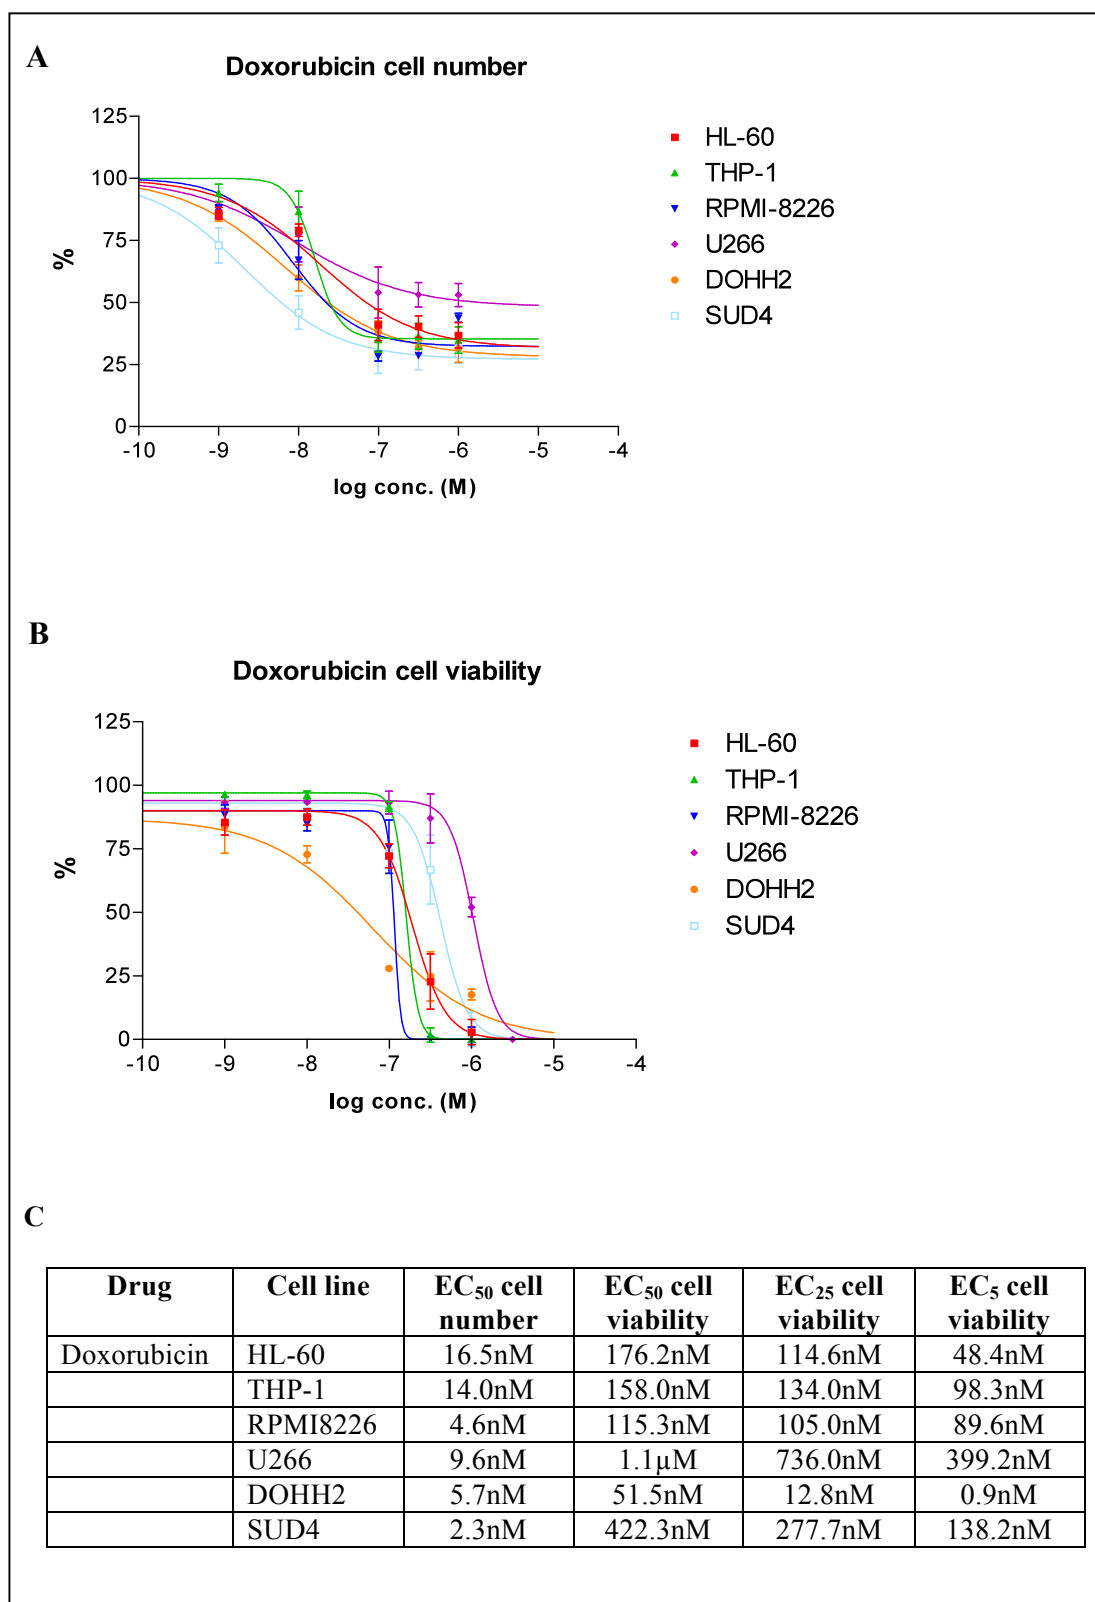 A
Doxorubicin cell number
125
100
75
50
25
0
%
-10 -9 -8 -7 -6 -5 -4
log conc. (M)
HL-60
THP-1
RPMI-8226
U266
DOHH2
SUD4
B
Doxorubicin cell viability
125
100
75
50
25
0
%
-10 -9 -8 -7 -6 -5 -4
log conc. (M)
HL-60
THP-1
RPMI-8226
U266
DOHH2
SUD4
C
Drug Cell line EC50 cell number EC50 cell viability EC25 cell viability EC5 cell viability
Doxorubicin HL-60 16.5nM 176.2nM 114.6nM 48.4nM
THP-1 14.0nM 158.0nM 134.0nM 98.3nM
RPMI8226 4.6nM 115.3nM 105.0nM 89.6nM
U266 9.6nM 1.1µM 736.0nM 399.2nM
DOHH2 5.7nM 51.5nM 12.8nM 0.9nM
SUD4 2.3nM 422.3nM 277.7nM 138.2nM